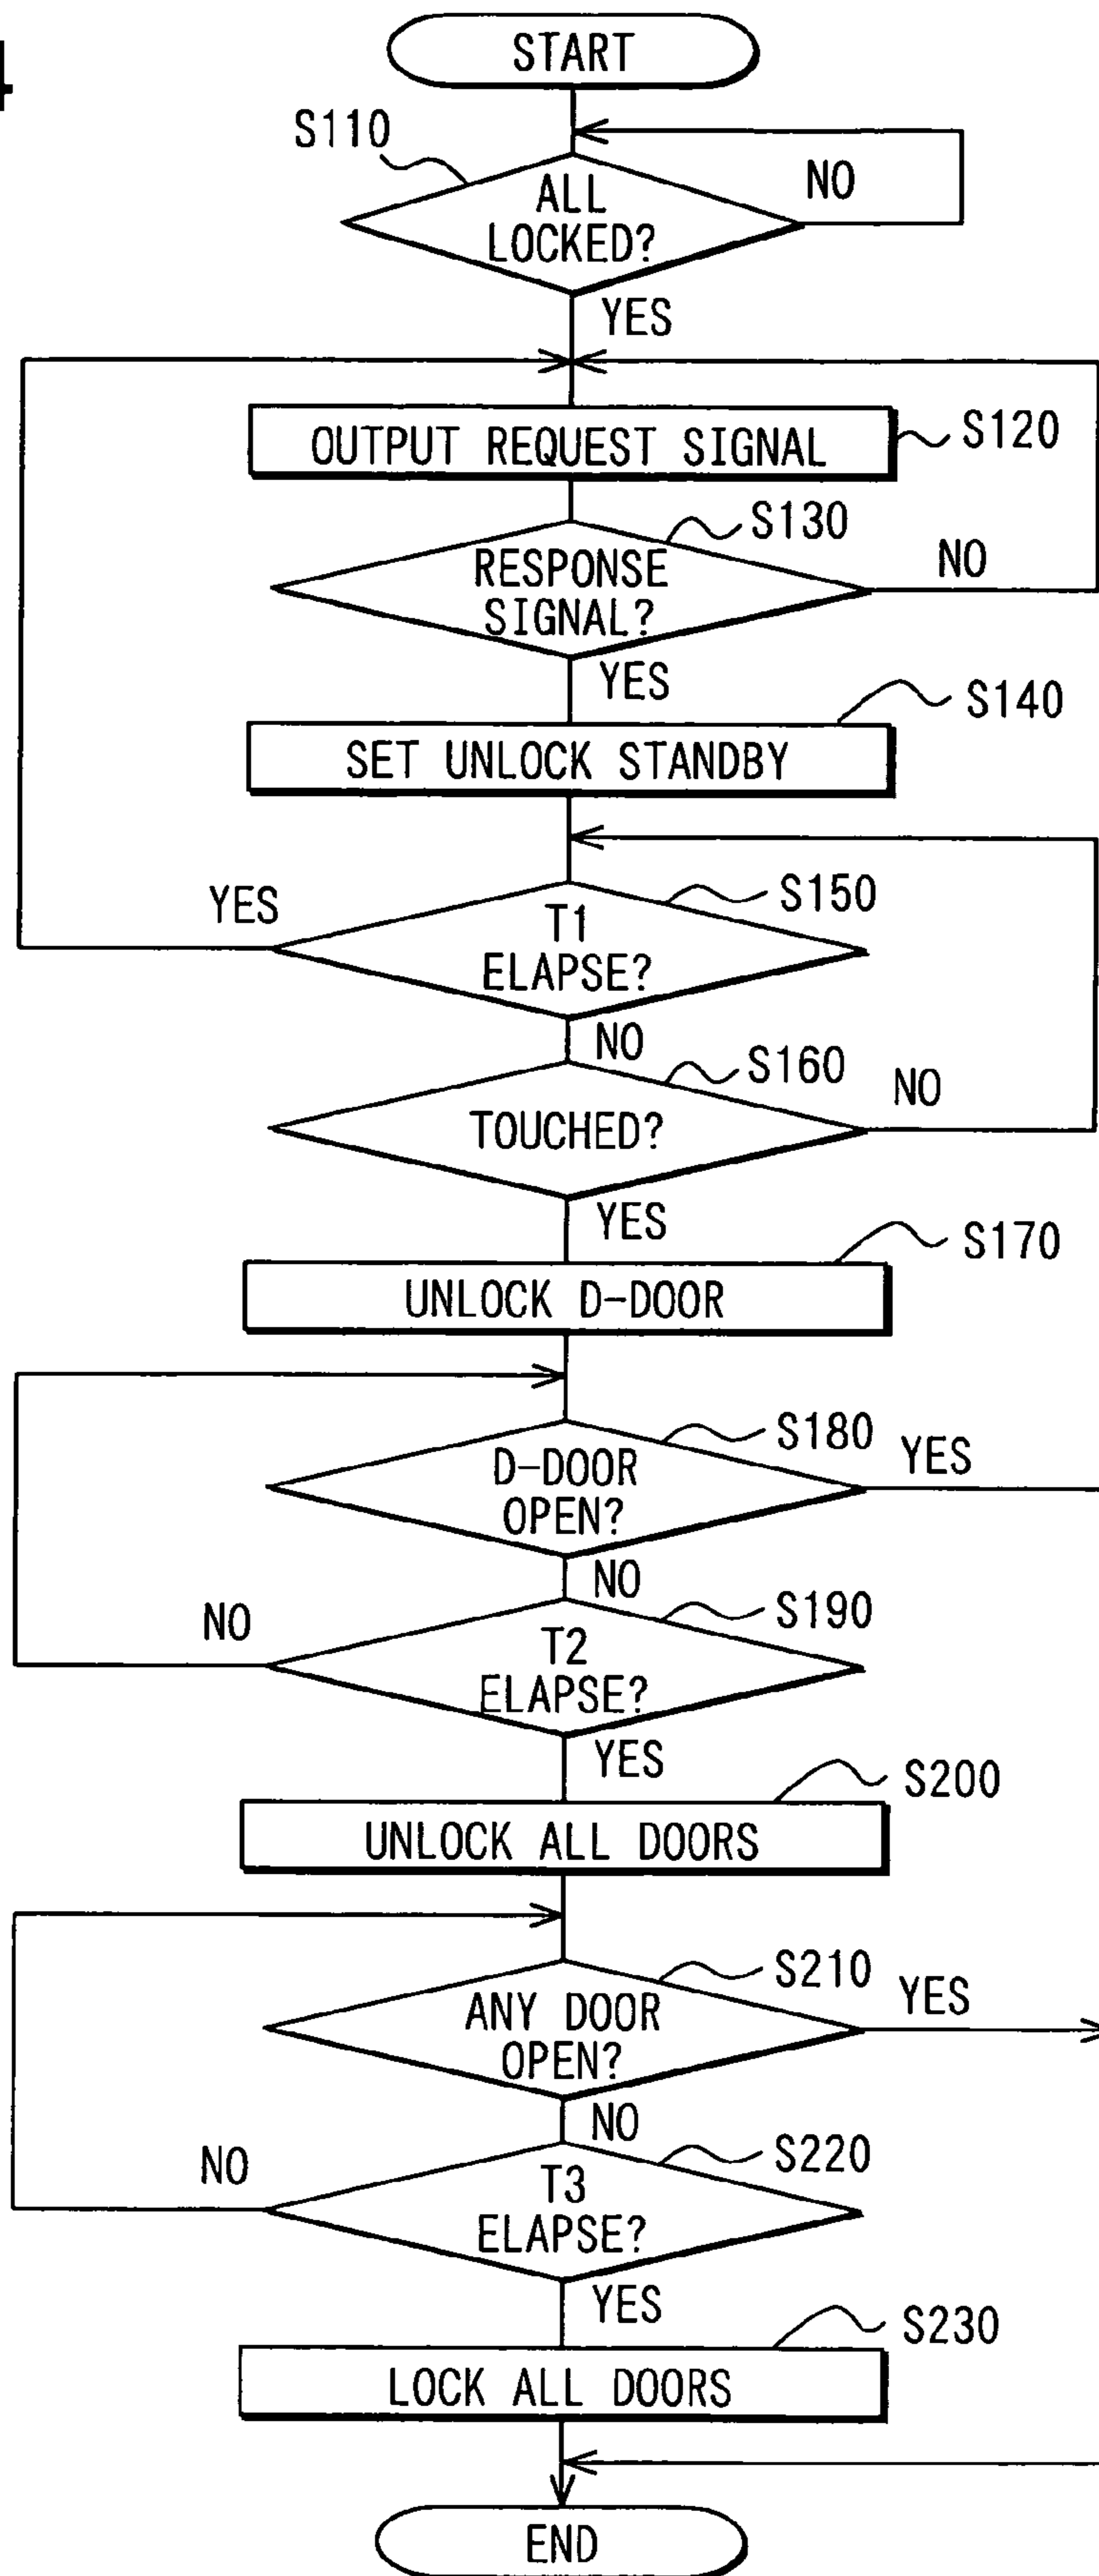 4
START
S110
ALL
LOCKED?
NO
YES
OUTPUT REQUEST SIGNAL
S120
S130
RESPONSE
SIGNAL?
NO
YES
S140
SET UNLOCK STANDBY
YES
S150
T1
ELAPSE?
NO
S160
TOUCHED?
NO
YES
S170
UNLOCK D-DOOR
S180
D-DOOR
OPEN?
YES
NO
S190
NO
T2
ELAPSE?
YES
S200
UNLOCK ALL DOORS
S210
ANY DOOR
OPEN?
YES
NO
S220
NO
T3
ELAPSE?
YES
S230
LOCK ALL DOORS
END